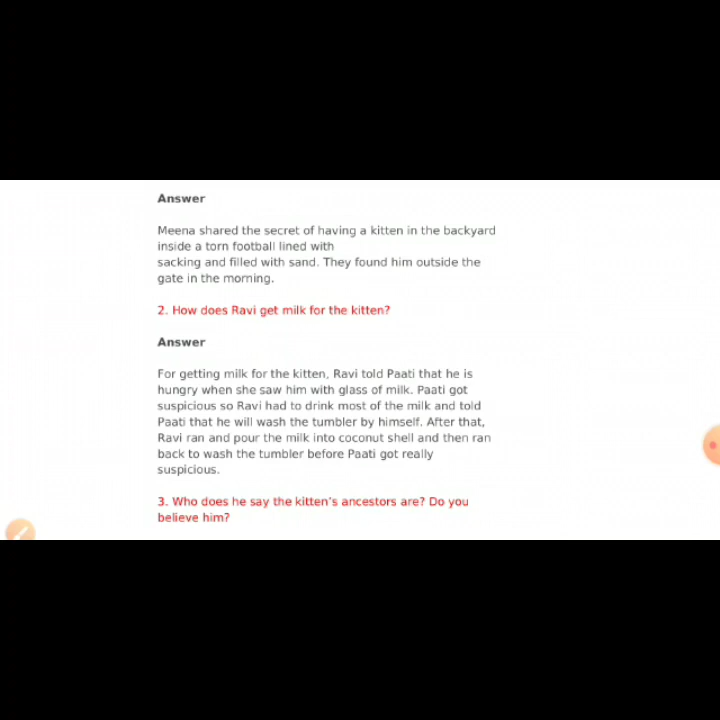 Answer
Meena shared the secret of having a kitten in the backyard
inside a torn football lined with
sacking and filled with sand. They found him outside the
gate in the morning.
2. How does Ravi get milk for the kitten?
Answer
For getting milk for the kitten, Ravi told Paati that he is
hungry when she saw him with glass of milk. Paati got
suspicious so Ravi had to drink most of the milk and told
Paati that he will wash the tumbler by himself. After that,
Ravi ran and pour the milk into coconut shell and then ran
back to wash the tumbler before Paati got really
suspicious.
3. Who does he say the kitten’s ancestors are? Do you
believe him?